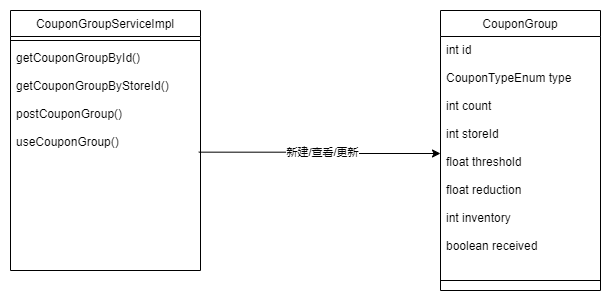 CouponGroupServiceImpl
getCouponGroupById()
getCouponGroupByStoreId()
postCouponGroup()
useCouponGroup()
新建/查看/更新
CouponGroup
int id
CouponTypeEnum type
int count
int storeId
float threshold
float reduction
int inventory
boolean received